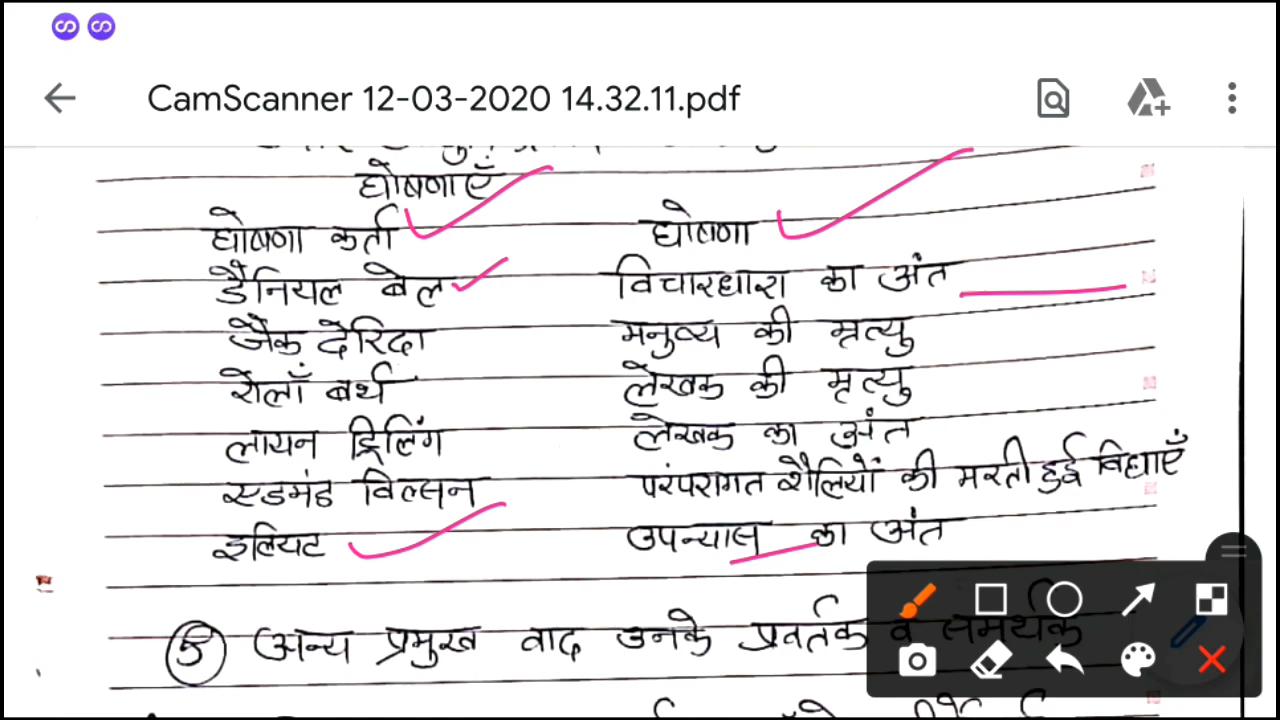 CamScanner 12-03-2020 14.32.11.pdf
घोषणाएँ
घोषणा कर्ता घोषणा
डैनियल बेल विचारधारा का अंत
जैक देरिदा मनुष्य की मृत्यु
रोलाँ बर्थ लेखक की मृत्यु
लायन ट्रिलिंग लेखक का अंत
एडमंड विल्सन परंपरागत शैलियों की मरती हुई विधाएँ
इलियट उपन्यास का अंत
5 अन्य प्रमुख वाद उनके प्रवर्तक व समर्थक